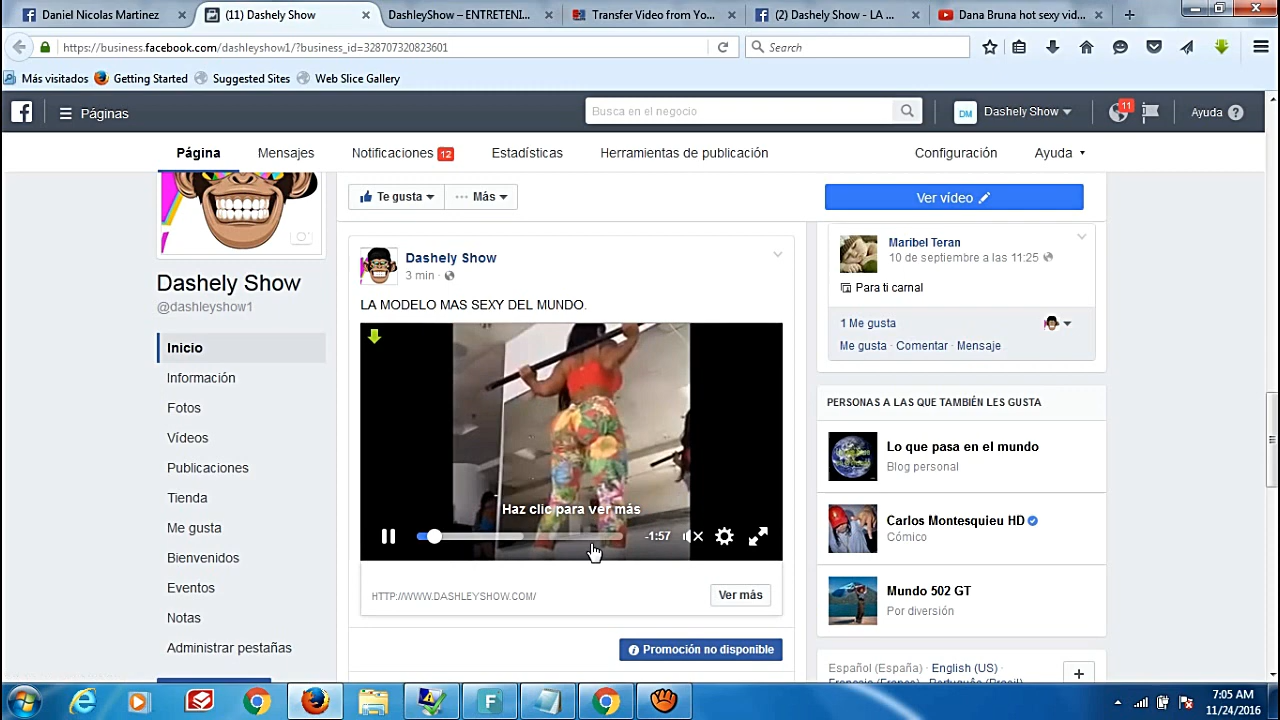 Daniel Nicolas Martinez
(11) Dashely Show
DashleyShow – ENTRETENI...
Transfer Video from Yo...
(2) Dashely Show - LA ...
Dana Bruna hot sexy vid...
https://business.facebook.com/dashleyshow1/?business_id=328707320823601
Search
Más visitados
Getting Started
Suggested Sites
Web Slice Gallery
Páginas
Busca en el negocio
DM
Dashely Show
11
Ayuda
Página
Mensajes
Notificaciones 12
Estadísticas
Herramientas de publicación
Configuración
Ayuda
Te gusta
Más
Ver vídeo
Dashely Show
@dashleyshow1
Inicio
Información
Fotos
Vídeos
Publicaciones
Tienda
Me gusta
Bienvenidos
Eventos
Notas
Administrar pestañas
Dashely Show
3 min ·
LA MODELO MAS SEXY DEL MUNDO.
Haz clic para ver más
-1:57
HTTP://WWW.DASHLEYSHOW.COM/
Ver más
Promoción no disponible
Maribel Teran
10 de septiembre a las 11:25
Para ti carnal
1 Me gusta
Me gusta · Comentar · Mensaje
PERSONAS A LAS QUE TAMBIÉN LES GUSTA
Lo que pasa en el mundo
Blog personal
Carlos Montesquieu HD
Cómico
Mundo 502 GT
Por diversión
Español (España) · English (US) ·
7:05 AM
11/24/2016